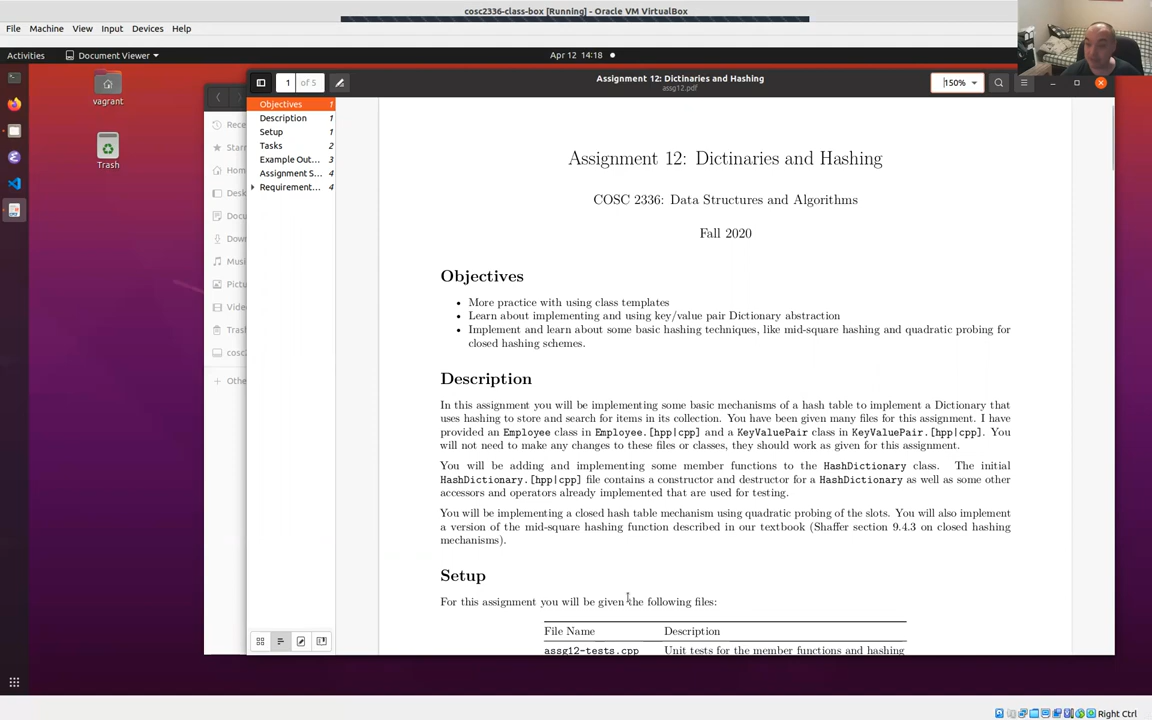 cosc2336-class-box [Running] - Oracle VM VirtualBox
File Machine View Input Devices Help
Activities Document Viewer Apr 12 14:18
1 of 5 Assignment 12: Dictionaries and Hashing 150%
assg12.pdf
vagrant
Trash
Rece
Starr
Hom
Desk
Docu
Dow
Musi
Pictu
Vide
Tras
cosc
Othe
Objectives 1
Description 1
Setup 1
Tasks 2
Example Out... 3
Assignment S... 4
Requirement... 4
Assignment 12: Dictinaries and Hashing
COSC 2336: Data Structures and Algorithms
Fall 2020
Objectives
• More practice with using class templates
• Learn about implementing and using key/value pair Dictionary abstraction
• Implement and learn about some basic hashing techniques, like mid-square hashing and quadratic probing for
closed hashing schemes.
Description
In this assignment you will be implementing some basic mechanisms of a hash table to implement a Dictionary that
uses hashing to store and search for items in its collection. You have been given many files for this assignment. I have
provided an Employee class in Employee.[hpp|cpp] and a KeyValuePair class in KeyValuePair.[hpp|cpp]. You
will not need to make any changes to these files or classes, they should work as given for this assignment.
You will be adding and implementing some member functions to the HashDictionary class. The initial
HashDictionary.[hpp|cpp] file contains a constructor and destructor for a HashDictionary as well as some other
accessors and operators already implemented that are used for testing.
You will be implementing a closed hash table mechanism using quadratic probing of the slots. You will also implement
a version of the mid-square hashing function described in our textbook (Shaffer section 9.4.3 on closed hashing
mechanisms).
Setup
For this assignment you will be given the following files:
File Name Description
assg12-tests.cpp Unit tests for the member functions and hashing
Right Ctrl